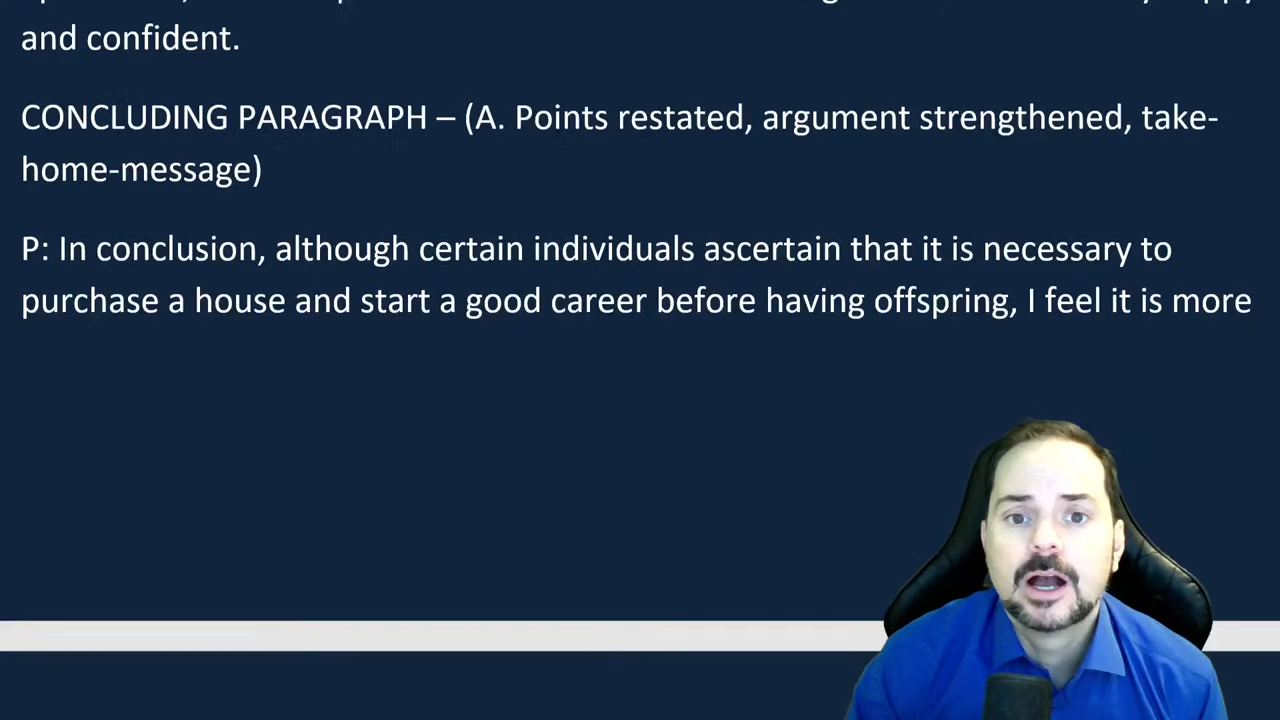 and confident.
CONCLUDING PARAGRAPH – (A. Points restated, argument strengthened, take-
home-message)
P: In conclusion, although certain individuals ascertain that it is necessary to
purchase a house and start a good career before having offspring, I feel it is more